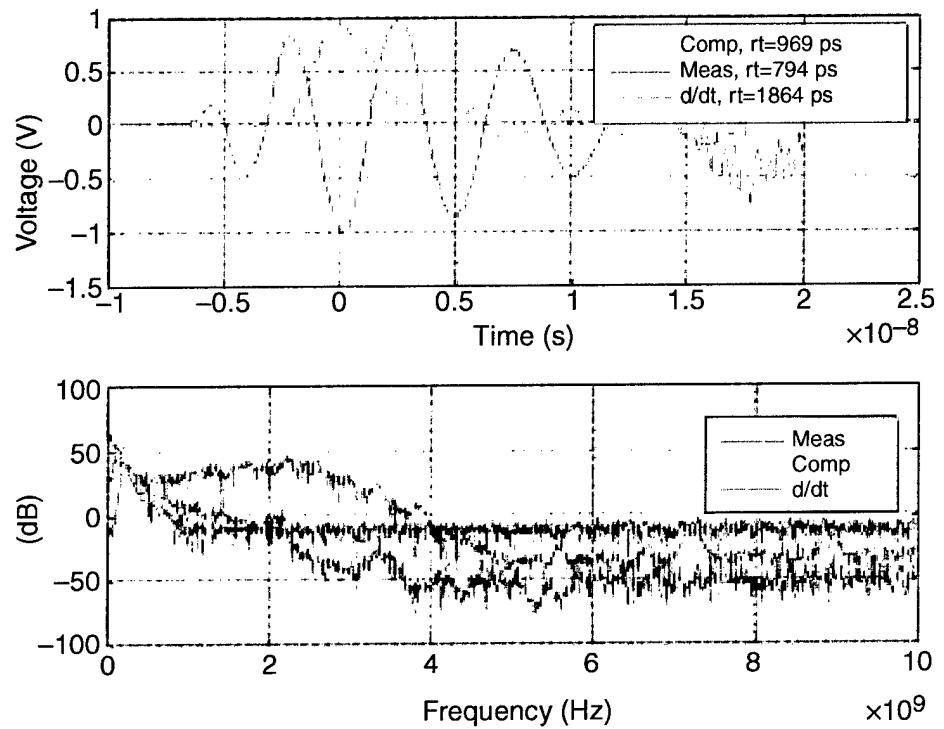 1
0.5
0
−0.5
−1
−1.5
Voltage (V)
Comp, rt=969 ps
Meas, rt=794 ps
d/dt, rt=1864 ps
−1
−0.5
0
0.5
1
1.5
2
2.5
Time (s)
×10−8
100
50
0
−50
−100
(dB)
Meas
Comp
d/dt
0
2
4
6
8
10
Frequency (Hz)
×109